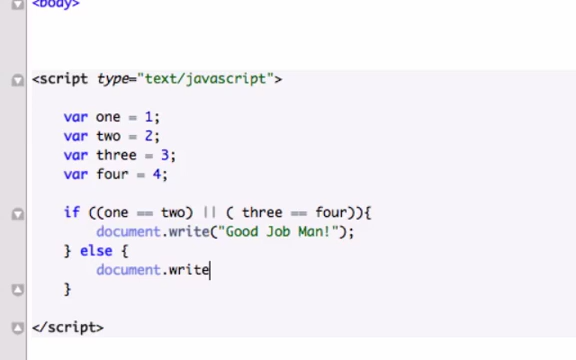 <body>
<script type="text/javascript">
var one = 1;
var two = 2;
var three = 3;
var four = 4;
if ((one == two) || ( three == four)){
document.write("Good Job Man!");
} else {
document.write
}
</script>